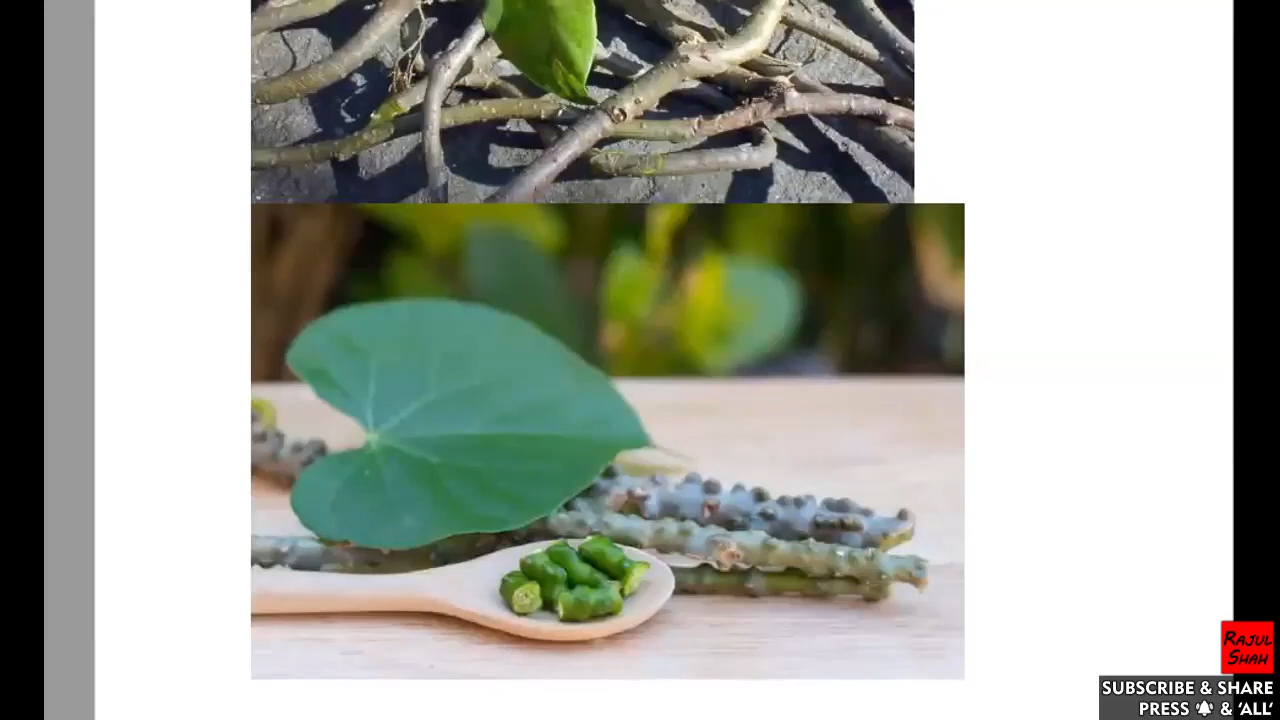 RAJUL
SHAH
SUBSCRIBE & SHARE
PRESS 🔔 & 'ALL'